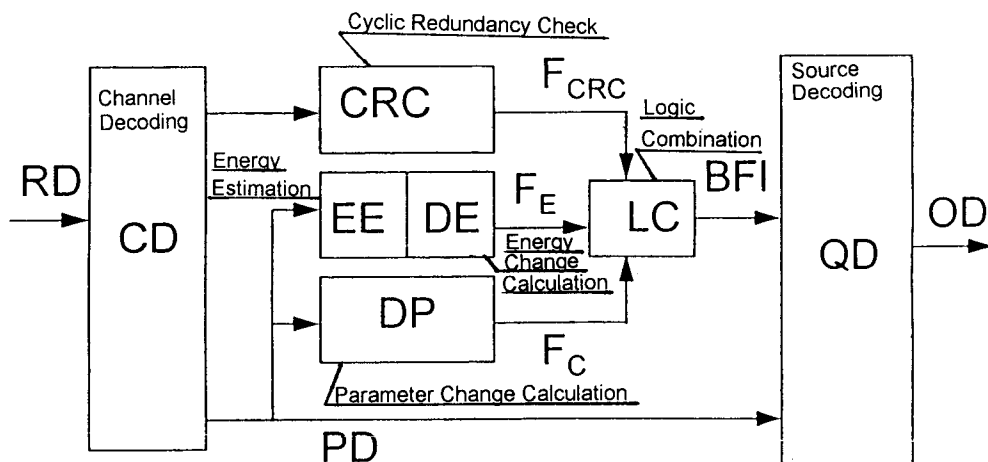 Cyclic Redundancy Check
Channel
Decoding
CRC
F_CRC
Source
Decoding
Logic
Combination
Energy
Estimation
RD
CD
EE
DE
F_E
LC
BFI
OD
QD
Energy
Change
Calculation
DP
F_C
Parameter Change Calculation
PD